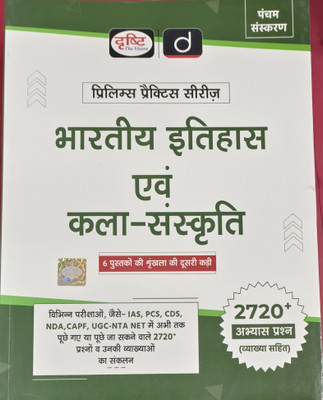 पंचम
संस्करण
दृष्टि
The Vision
d
प्रिलिम्स प्रैक्टिस सीरीज़
भारतीय इतिहास
एवं
कला-संस्कृति
6 पुस्तकों की शृंखला की दूसरी कड़ी
विभिन्न परीक्षाओं, जैसे- IAS, PCS, CDS,
NDA,CAPF, UGC-NTA NET में अभी तक
पूछे गए या पूछे जा सकने वाले 2720⁺
प्रश्नों व उनकी व्याख्याओं
का संकलन
2720⁺
अभ्यास प्रश्न
(व्याख्या सहित)